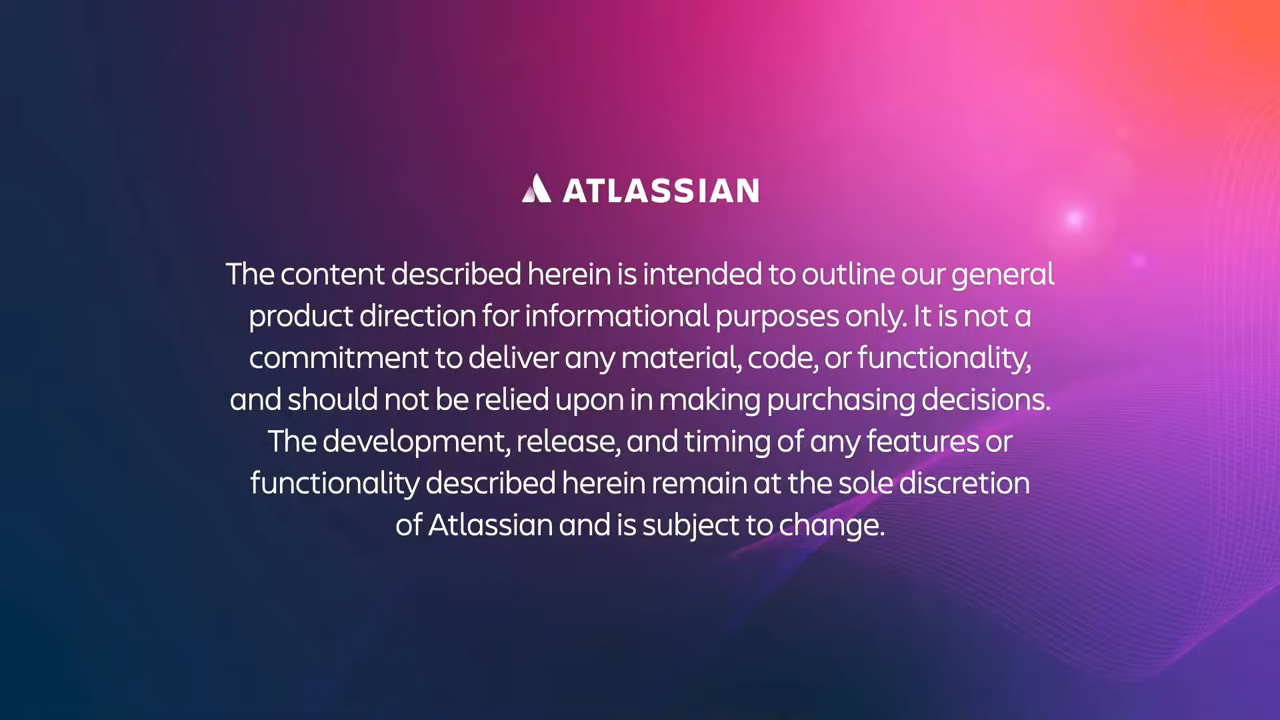 ATLASSIAN
The content described herein is intended to outline our general
product direction for informational purposes only. It is not a
commitment to deliver any material, code, or functionality,
and should not be relied upon in making purchasing decisions.
The development, release, and timing of any features or
functionality described herein remain at the sole discretion
of Atlassian and is subject to change.